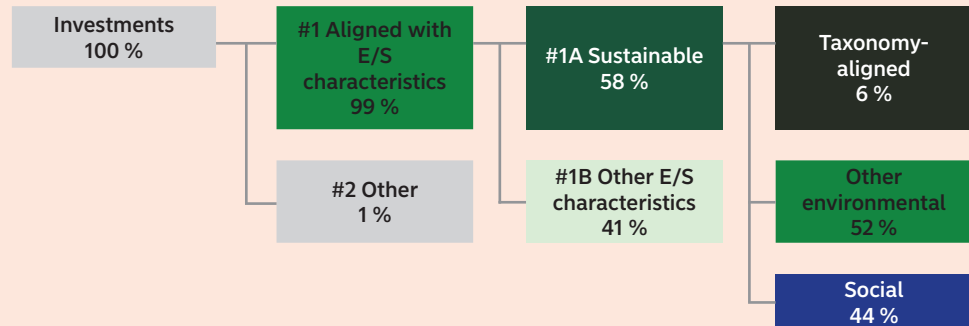 Investments
100 %
#1 Aligned with
E/S
characteristics
99 %
#1A Sustainable
58 %
Taxonomy-
aligned
6 %
#2 Other
1 %
#1B Other E/S
characteristics
41 %
Other
environmental
52 %
Social
44 %